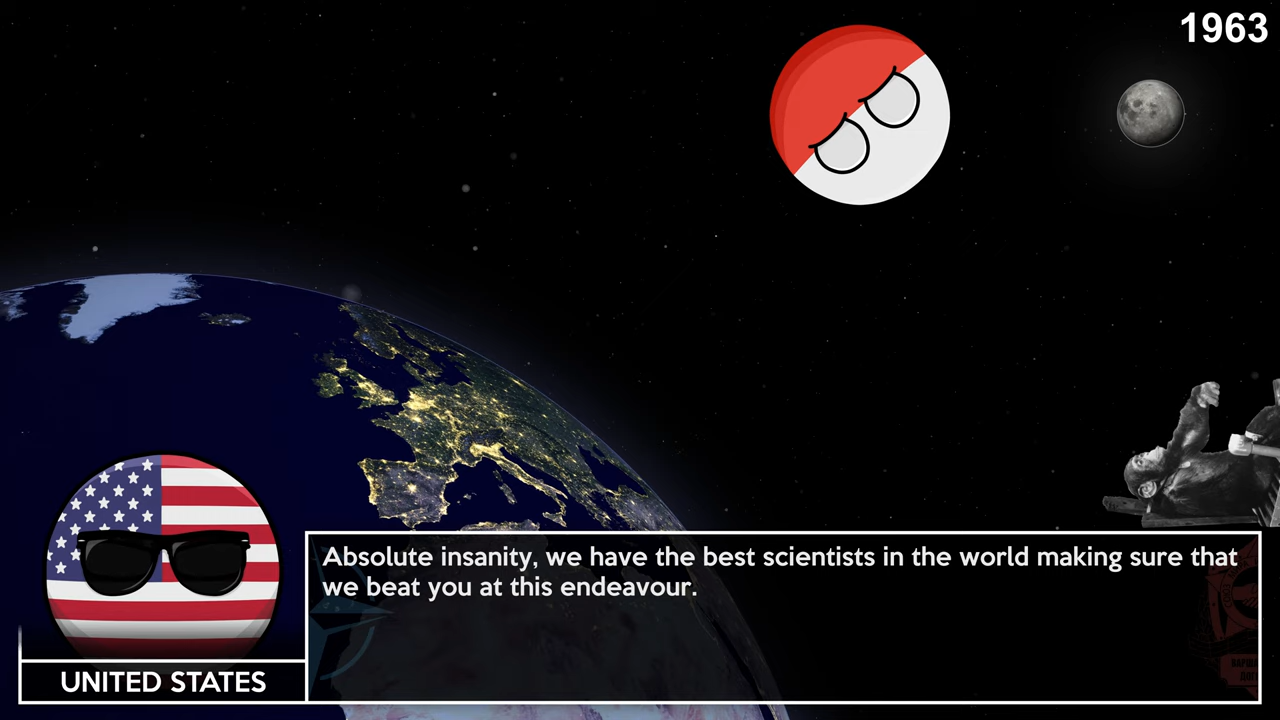 1963
Absolute insanity, we have the best scientists in the world making sure that
we beat you at this endeavour.
UNITED STATES